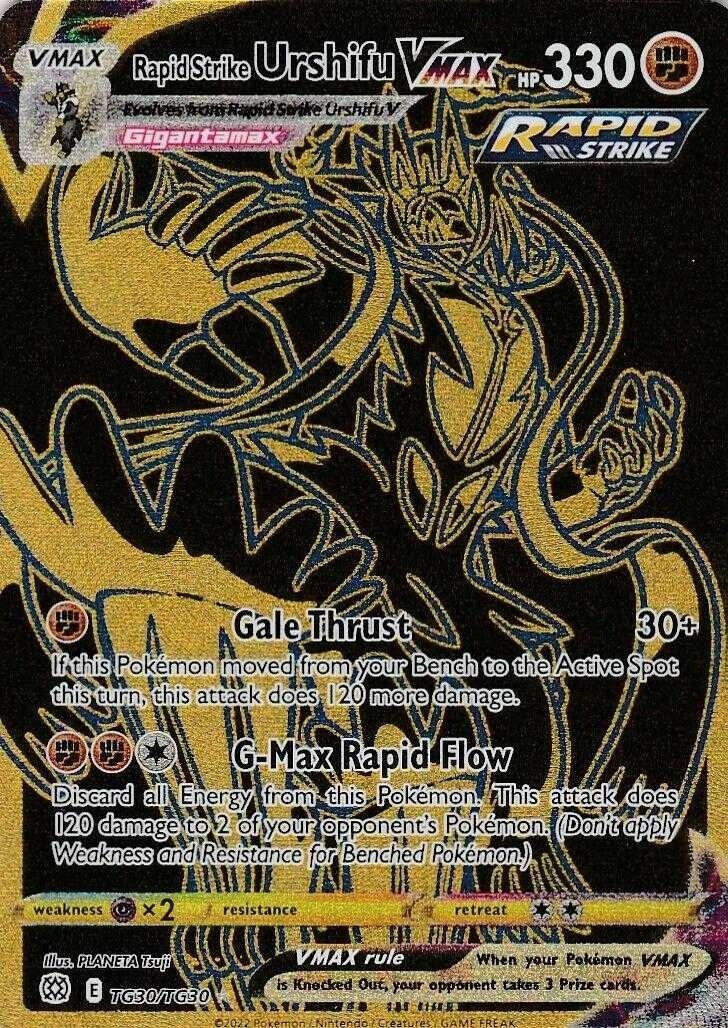 VMAX
Rapid Strike Urshifu VMAX HP 330
Evolves from Rapid Strike Urshifu V
Gigantamax
RAPID STRIKE
Gale Thrust 30+
If this Pokémon moved from your Bench to the Active Spot
this turn, this attack does 120 more damage.
G-Max Rapid Flow
Discard all Energy from this Pokémon. This attack does
120 damage to 2 of your opponent's Pokémon. (Don't apply
Weakness and Resistance for Benched Pokémon.)
weakness ×2 resistance retreat
Illus. PLANETA Tsuji
E TG30/TG30
VMAX rule
When your Pokémon VMAX
is Knocked Out, your opponent takes 3 Prize cards.
©2022 Pokémon / Nintendo / Creatures / GAME FREAK